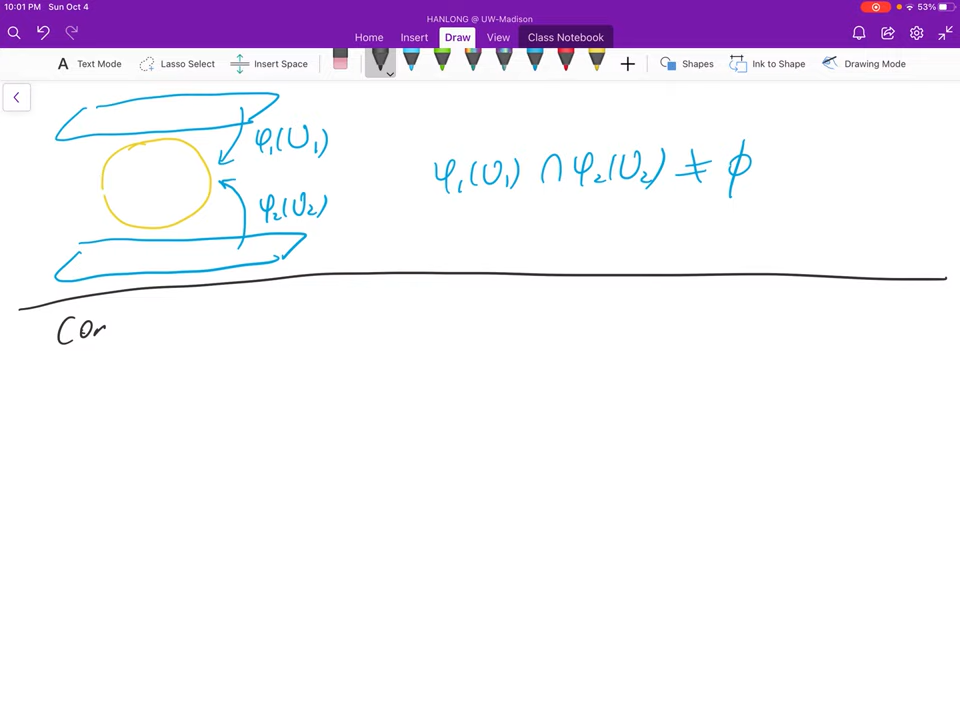 10:01 PM Sun Oct 4
53%
HANLONG @ UW-Madison
Home Insert Draw View Class Notebook
Text Mode Lasso Select Insert Space Shapes Ink to Shape Drawing Mode
φ₁(U₁)
φ₁(U₁) ∩ φ₂(U₂) ≠ ϕ
φ₂(U₂)
Cor